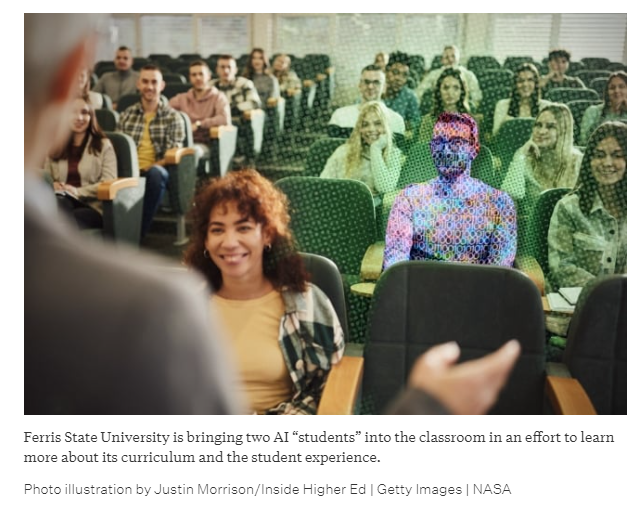 Ferris State University is bringing two AI “students” into the classroom in an effort to learn
more about its curriculum and the student experience.
Photo illustration by Justin Morrison/Inside Higher Ed | Getty Images | NASA